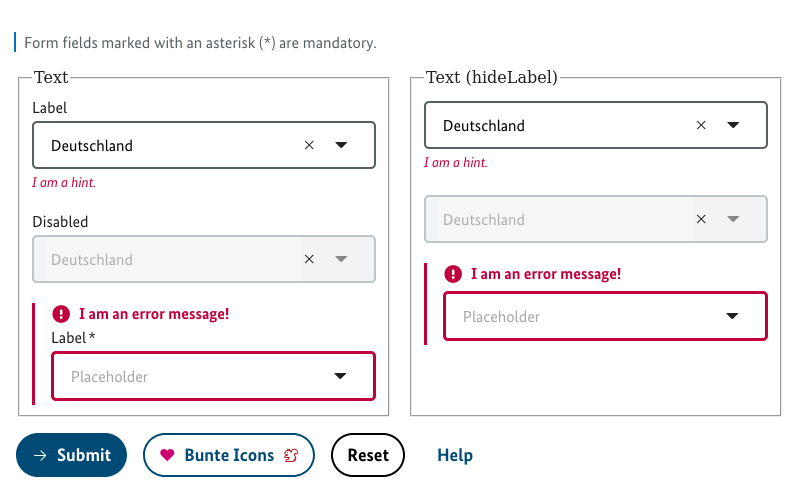 Form fields marked with an asterisk (*) are mandatory.
Text
Label
Deutschland
I am a hint.
Disabled
Deutschland
I am an error message!
Label *
Placeholder
Text (hideLabel)
Deutschland
I am a hint.
Deutschland
I am an error message!
Placeholder
Submit
Bunte Icons
Reset
Help